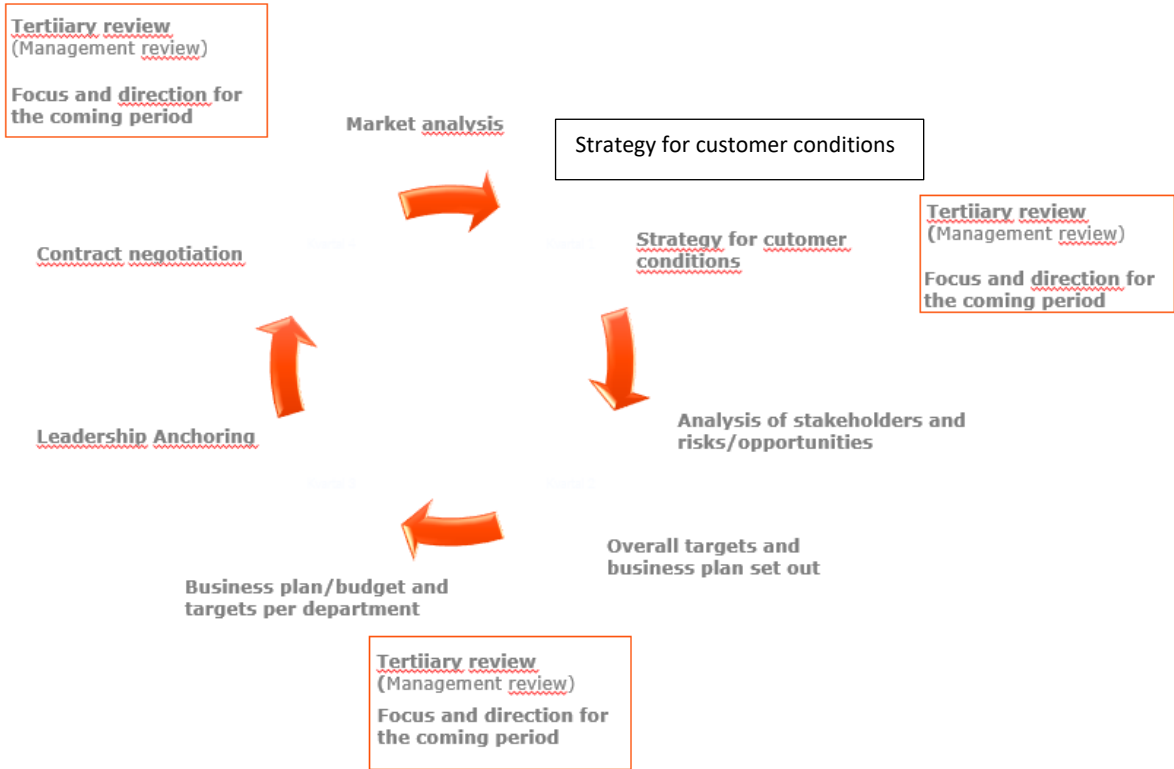 Tertiiary review
(Management review)
Focus and direction for
the coming period
Market analysis
Strategy for customer conditions
Tertiiary review
(Management review)
Focus and direction for
the coming period
Contract negotiation
Strategy for cutomer
conditions
Leadership Anchoring
Analysis of stakeholders and
risks/opportunities
Overall targets and
business plan set out
Business plan/budget and
targets per department
Tertiiary review
(Management review)
Focus and direction for
the coming period